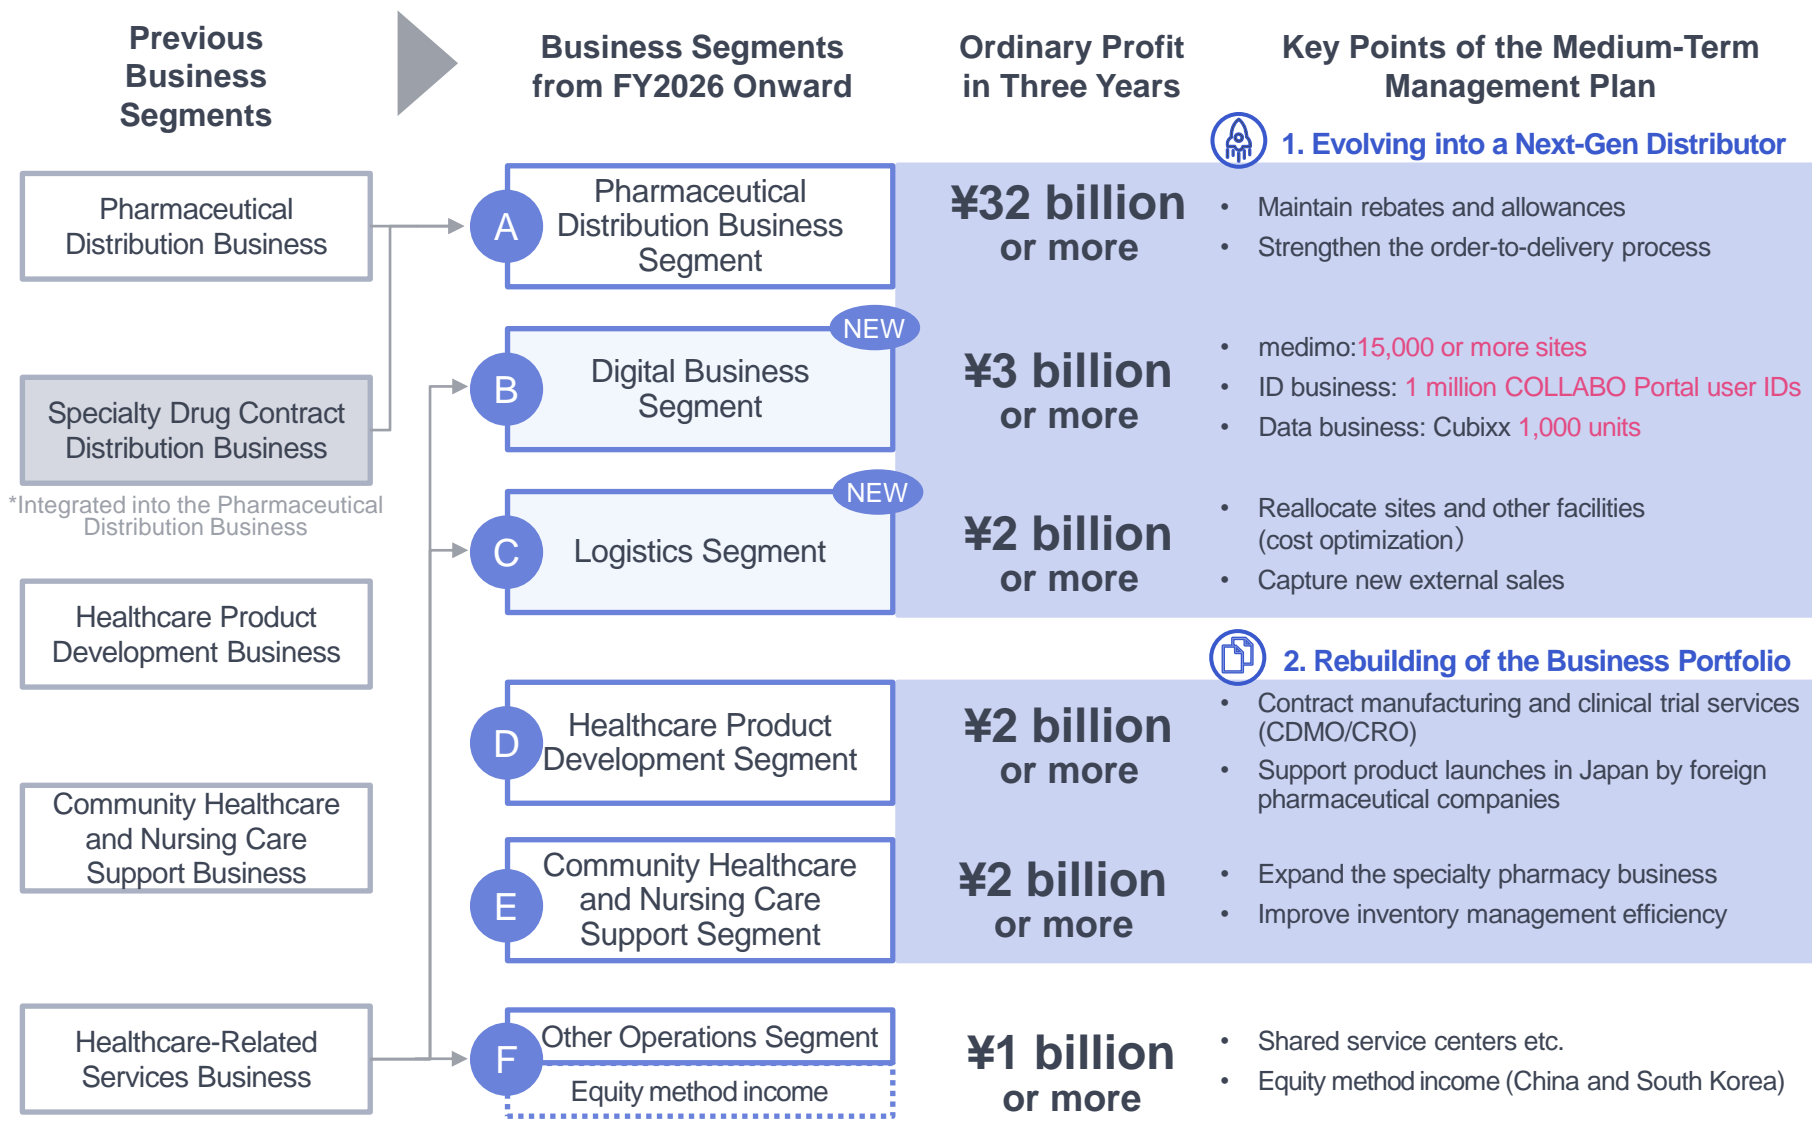 Previous
Business
Segments
Business Segments
from FY2026 Onward
Ordinary Profit
in Three Years
Key Points of the Medium-Term
Management Plan
1. Evolving into a Next-Gen Distributor
Pharmaceutical
Distribution Business
A
Pharmaceutical
Distribution Business
Segment
¥32 billion
or more
• Maintain rebates and allowances
• Strengthen the order-to-delivery process
Specialty Drug Contract
Distribution Business
*Integrated into the Pharmaceutical
Distribution Business
NEW
B
Digital Business
Segment
¥3 billion
or more
• medimo:15,000 or more sites
• ID business: 1 million COLLABO Portal user IDs
• Data business: Cubixx 1,000 units
NEW
C
Logistics Segment
¥2 billion
or more
• Reallocate sites and other facilities
(cost optimization）
• Capture new external sales
Healthcare Product
Development Business
2. Rebuilding of the Business Portfolio
D
Healthcare Product
Development Segment
¥2 billion
or more
• Contract manufacturing and clinical trial services
(CDMO/CRO)
• Support product launches in Japan by foreign
pharmaceutical companies
Community Healthcare
and Nursing Care
Support Business
E
Community Healthcare
and Nursing Care
Support Segment
¥2 billion
or more
• Expand the specialty pharmacy business
• Improve inventory management efficiency
Healthcare-Related
Services Business
F
Other Operations Segment
Equity method income
¥1 billion
or more
• Shared service centers etc.
• Equity method income (China and South Korea)